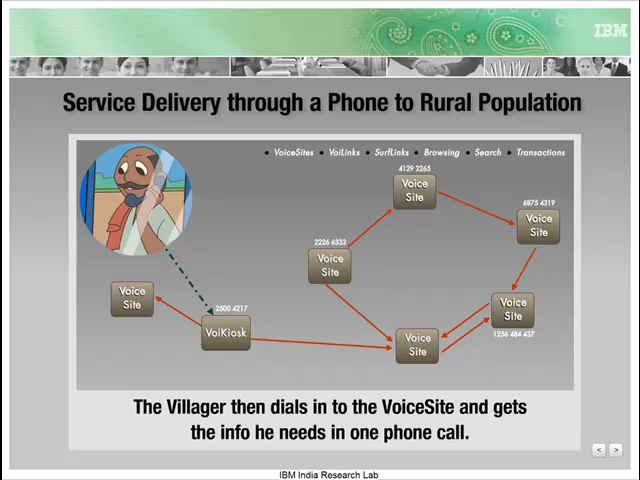 IBM
Service Delivery through a Phone to Rural Population
• VoiceSites • VoiLinks • SurfLinks • Browsing • Search • Transactions
4129 2265
Voice
Site
6875 4319
Voice
Site
2226 6333
Voice
Site
Voice
Site
2500 4217
VoiKiosk
Voice
Site
1256 484 437
Voice
Site
The Villager then dials in to the VoiceSite and gets
the info he needs in one phone call.
< >
IBM India Research Lab